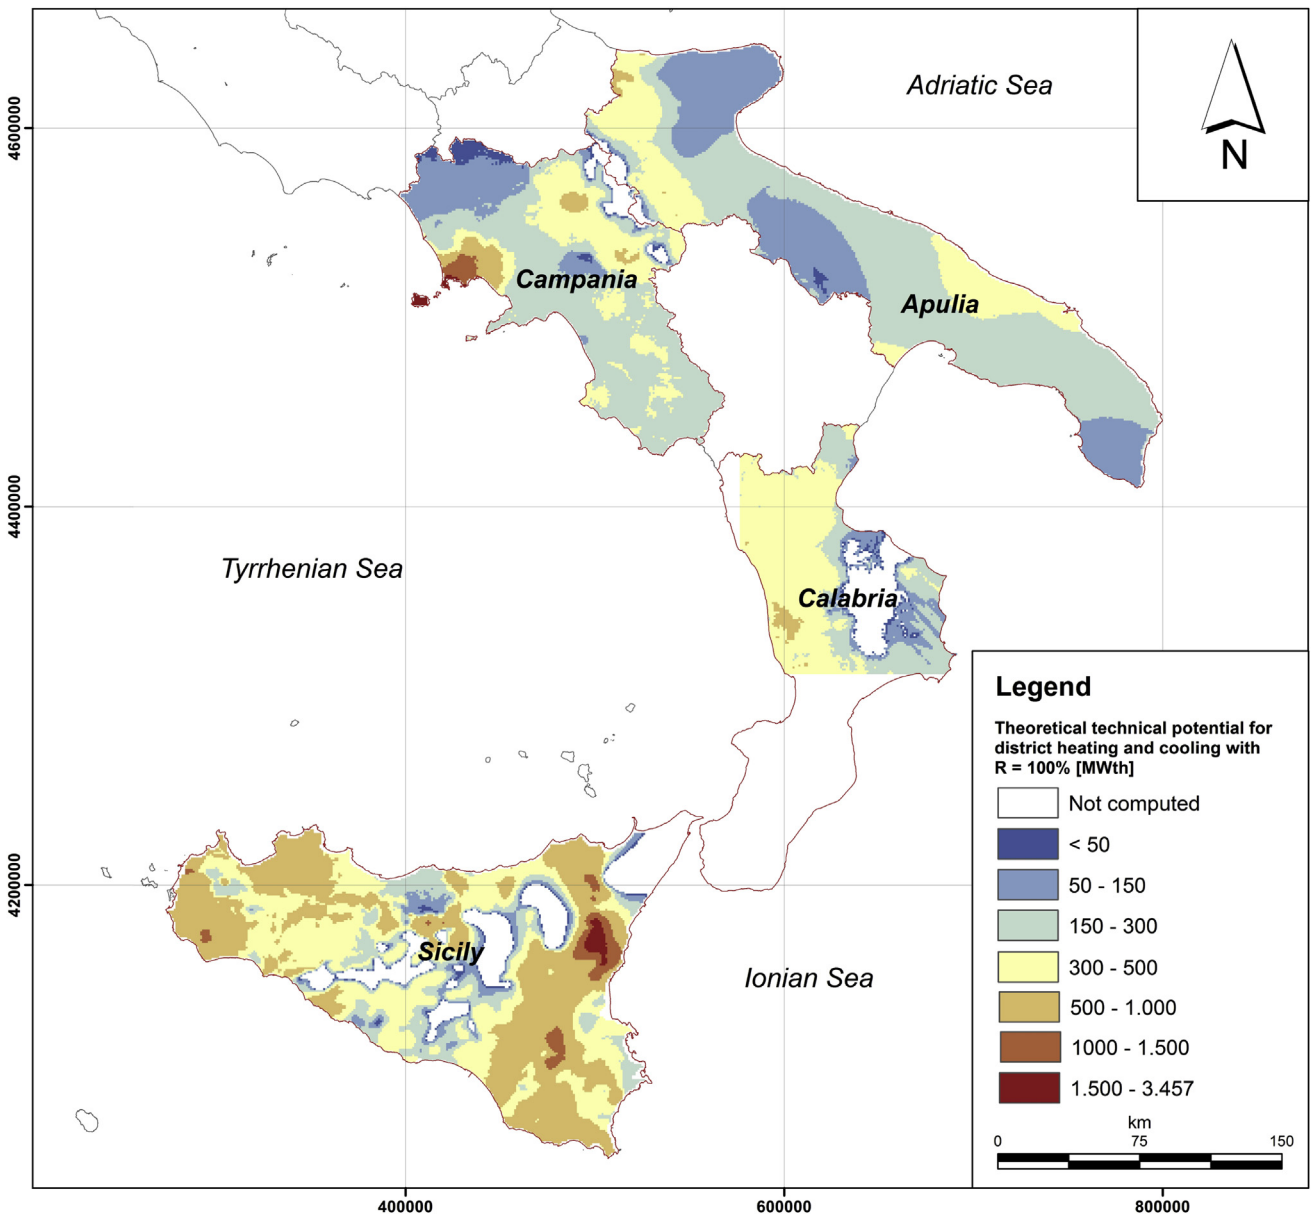 Adriatic Sea
N
4600000
Campania
Apulia
4400000
Tyrrhenian Sea
Calabria
Legend
Theoretical technical potential for
district heating and cooling with
R = 100% [MWth]
Not computed
< 50
50 - 150
150 - 300
300 - 500
500 - 1.000
1000 - 1.500
1.500 - 3.457
km
0 75 150
4200000
Sicily
Ionian Sea
400000 600000 800000